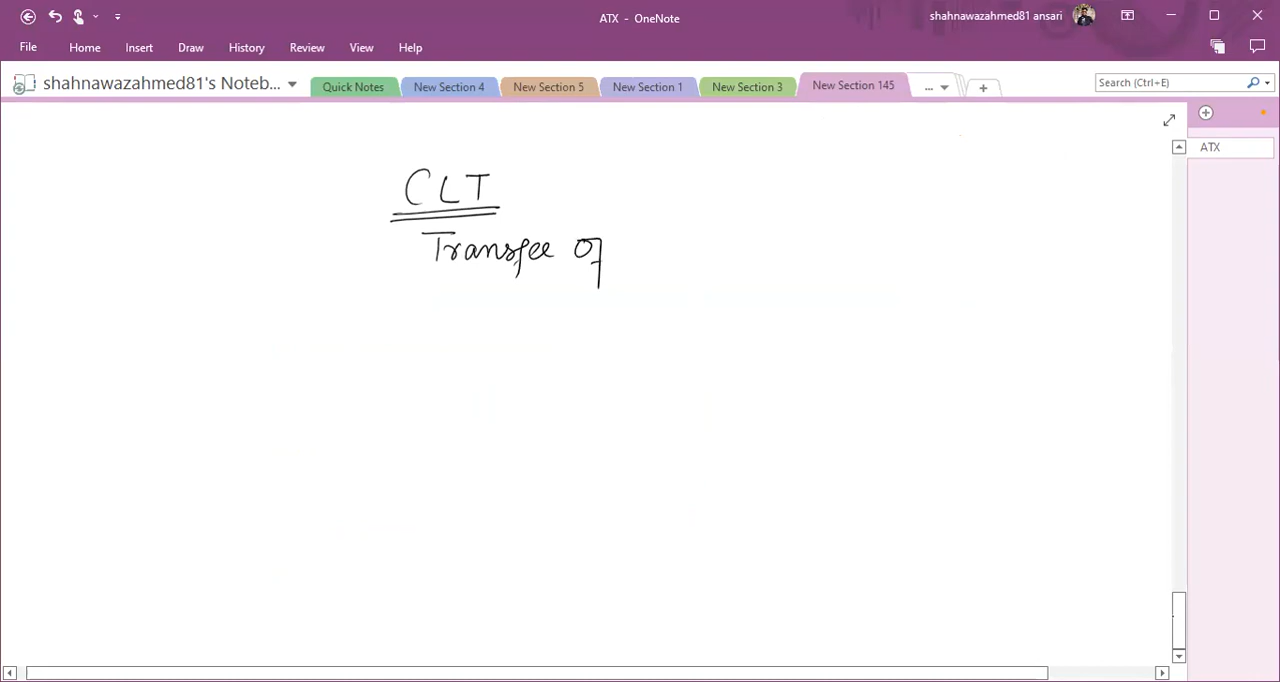 ATX - OneNote
shahnawazahmed81 ansari
File Home Insert Draw History Review View Help
shahnawazahmed81's Noteb... Quick Notes New Section 4 New Section 5 New Section 1 New Section 3 New Section 145 ... + Search (Ctrl+E)
ATX
CLT
Transfee of